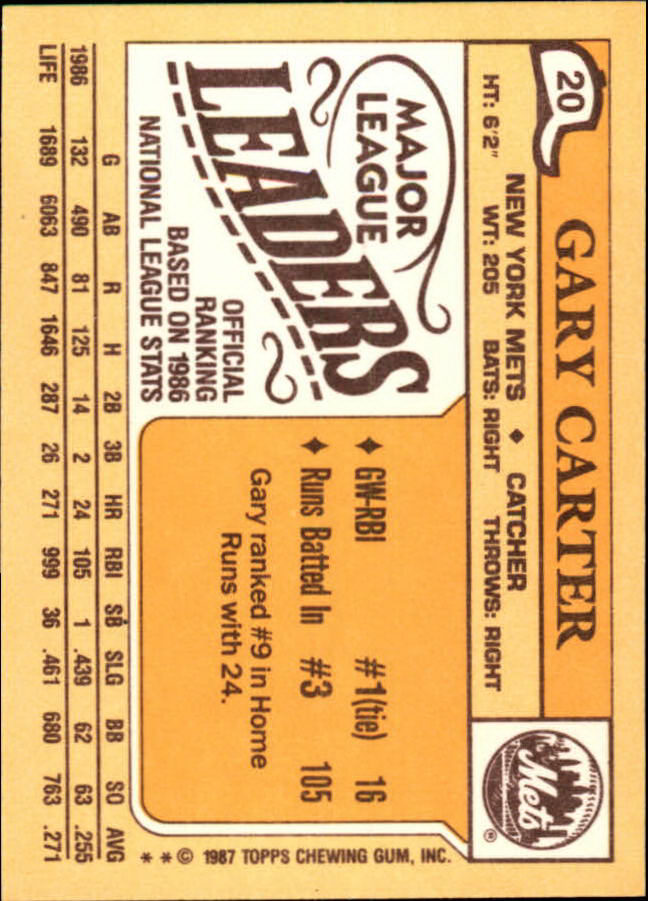 20
GARY CARTER
NEW YORK METS ♦ CATCHER
HT: 6'2" WT: 205 BATS: RIGHT THROWS: RIGHT
Mets
®
MAJOR
LEAGUE
LEADERS
OFFICIAL
RANKING
BASED ON 1986
NATIONAL LEAGUE STATS
♦ GW-RBI #1(tie) 16
♦ Runs Batted In #3 105
Gary ranked #9 in Home
Runs with 24.
* * © 1987 TOPPS CHEWING GUM, INC.
G AB R H 2B 3B HR RBI SB SLG BB SO AVG
1986 132 490 81 125 14 2 24 105 1 .439 62 63 .255
LIFE 1689 6063 847 1646 287 26 271 999 36 .461 680 763 .271